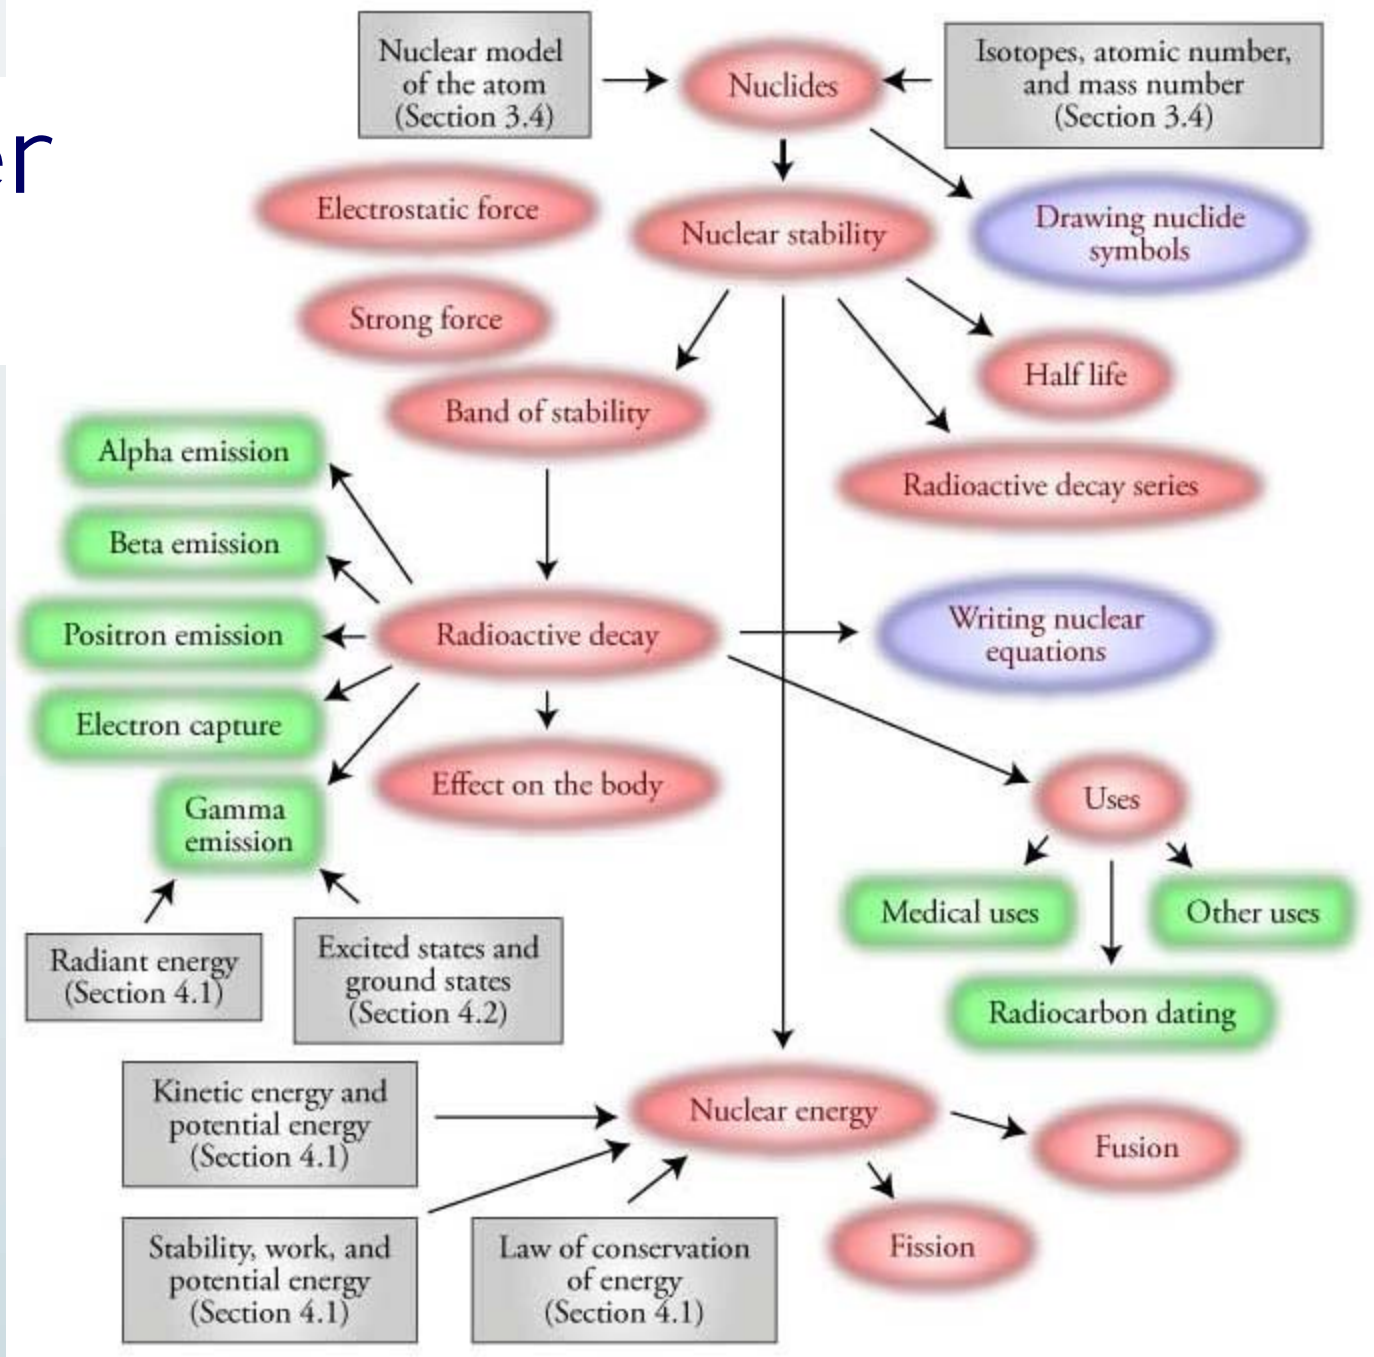 Nuclear model
of the atom
(Section 3.4)
Nuclides
Isotopes, atomic number,
and mass number
(Section 3.4)
er
Electrostatic force
Nuclear stability
Drawing nuclide
symbols
Strong force
Half life
Band of stability
Alpha emission
Radioactive decay series
Beta emission
Positron emission
Radioactive decay
Writing nuclear
equations
Electron capture
Effect on the body
Uses
Gamma
emission
Medical uses
Other uses
Radiant energy
(Section 4.1)
Excited states and
ground states
(Section 4.2)
Radiocarbon dating
Kinetic energy and
potential energy
(Section 4.1)
Nuclear energy
Fusion
Stability, work, and
potential energy
(Section 4.1)
Law of conservation
of energy
(Section 4.1)
Fission